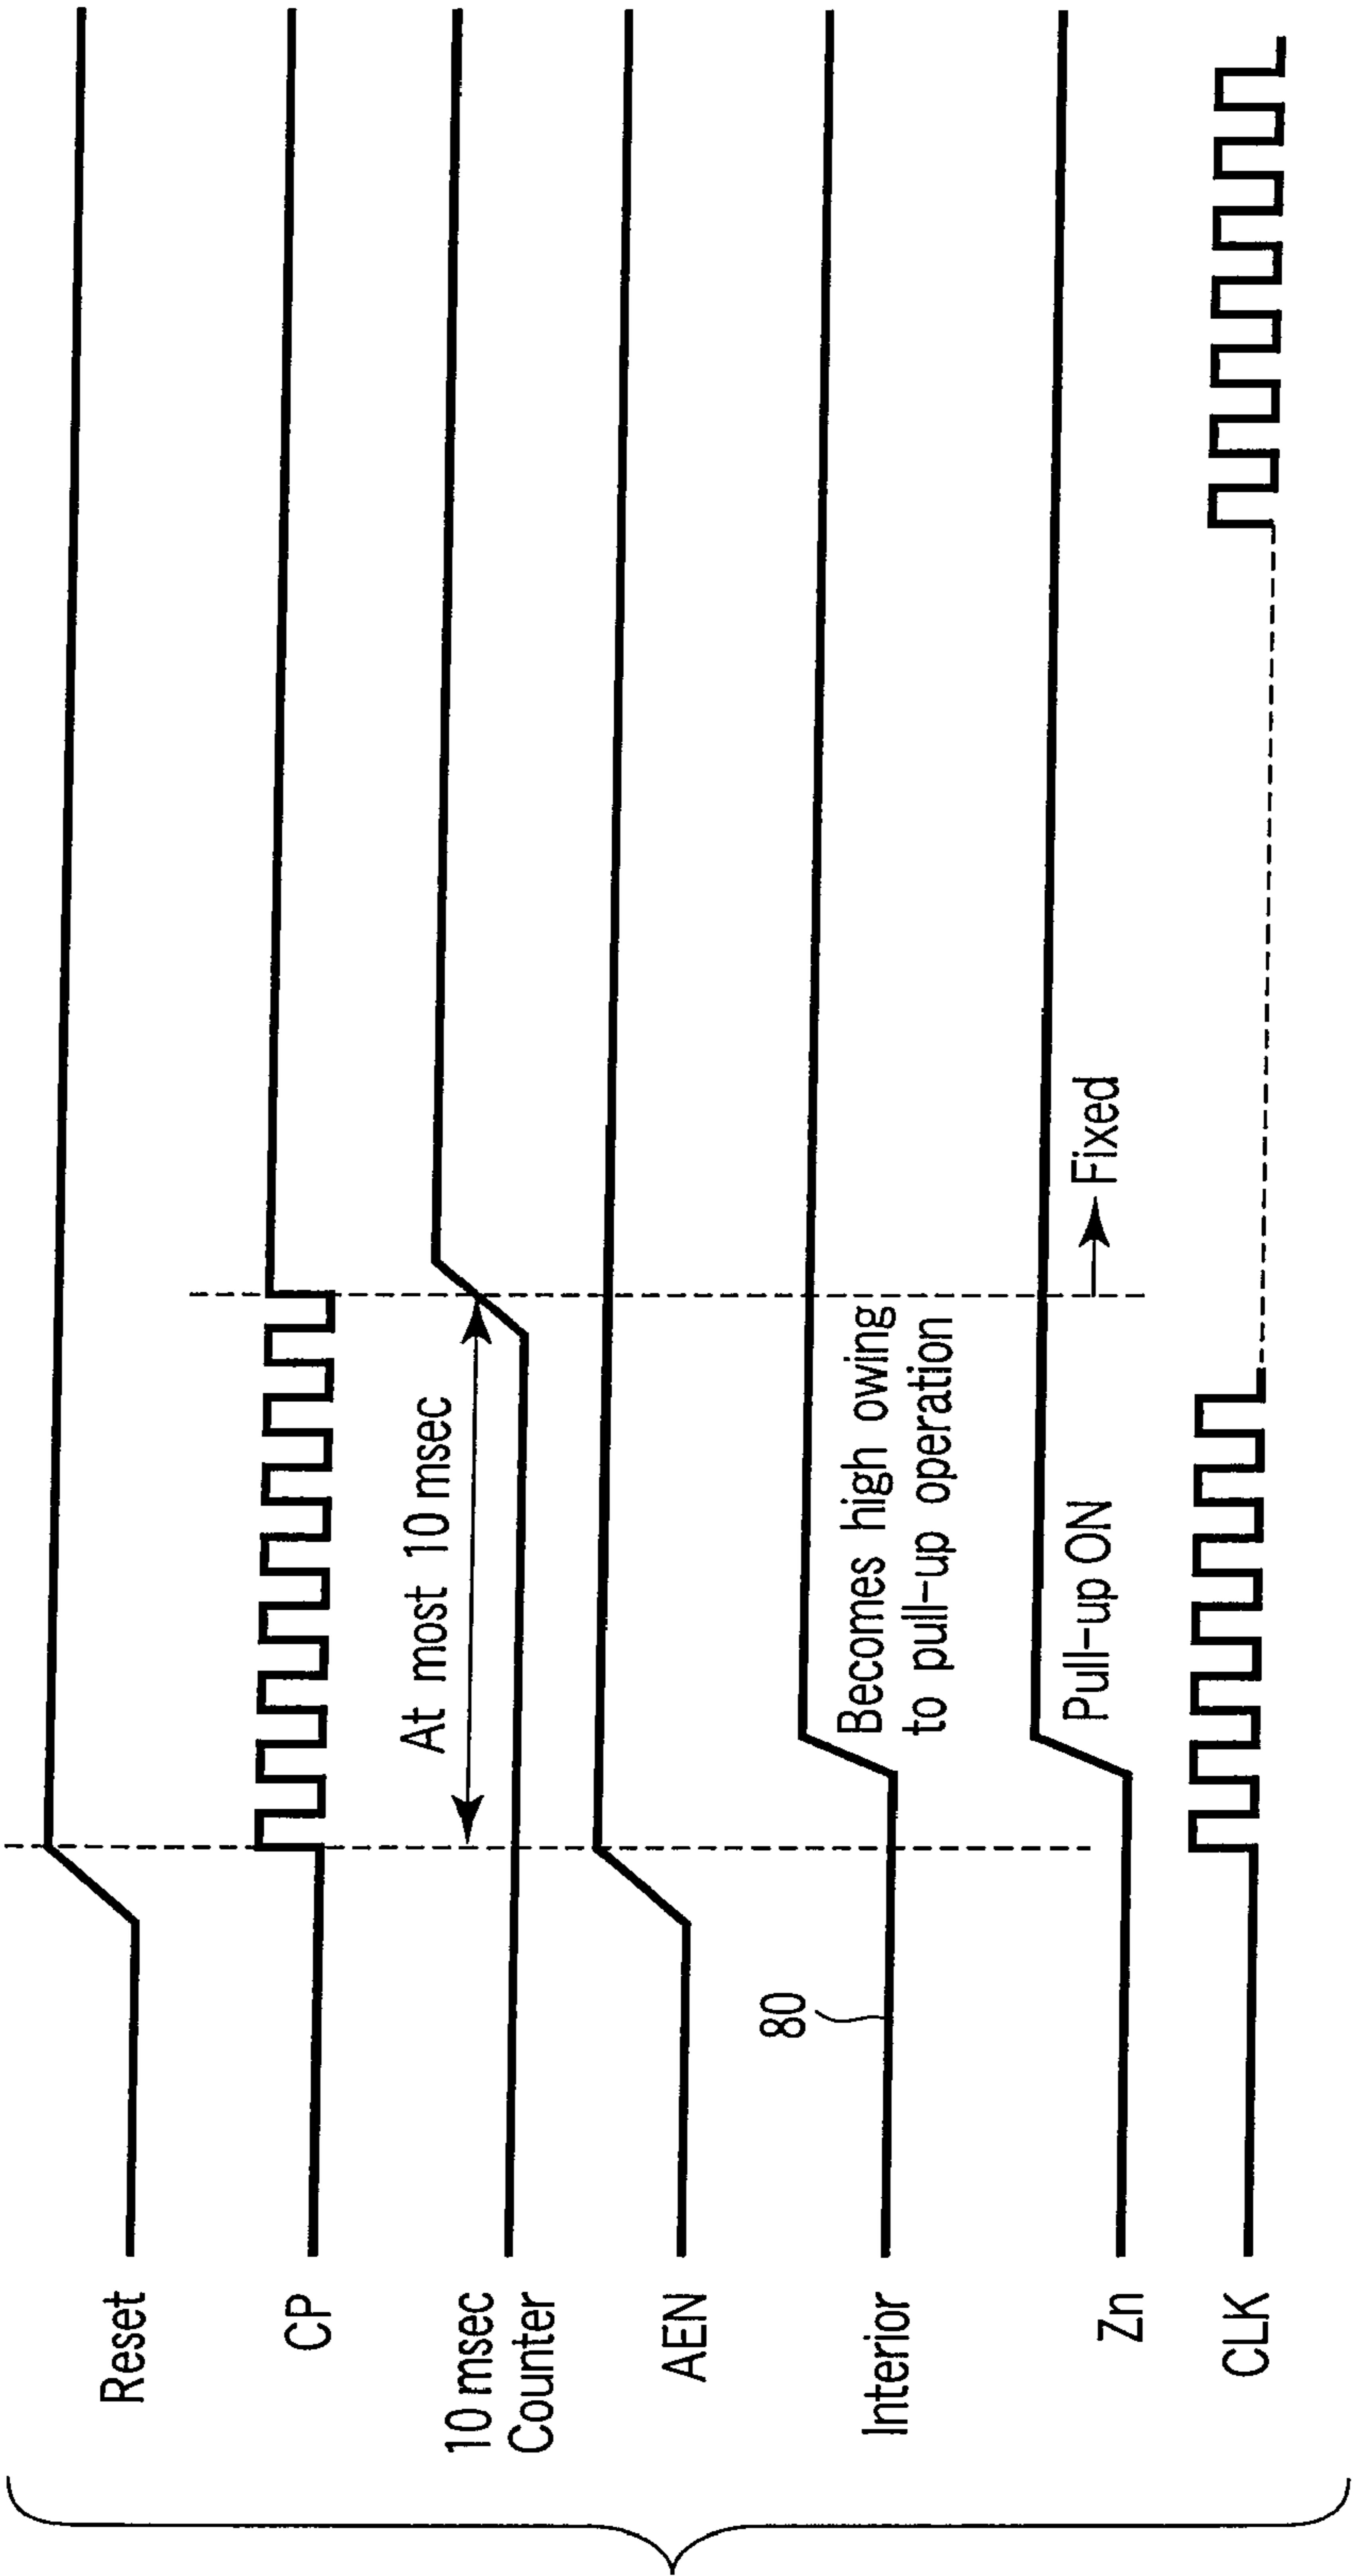 Reset
CP
10 msec
Counter
At most 10 msec
AEN
Interior
80
Becomes high owing
to pull-up operation
Zn
Pull-up ON
Fixed
CLK